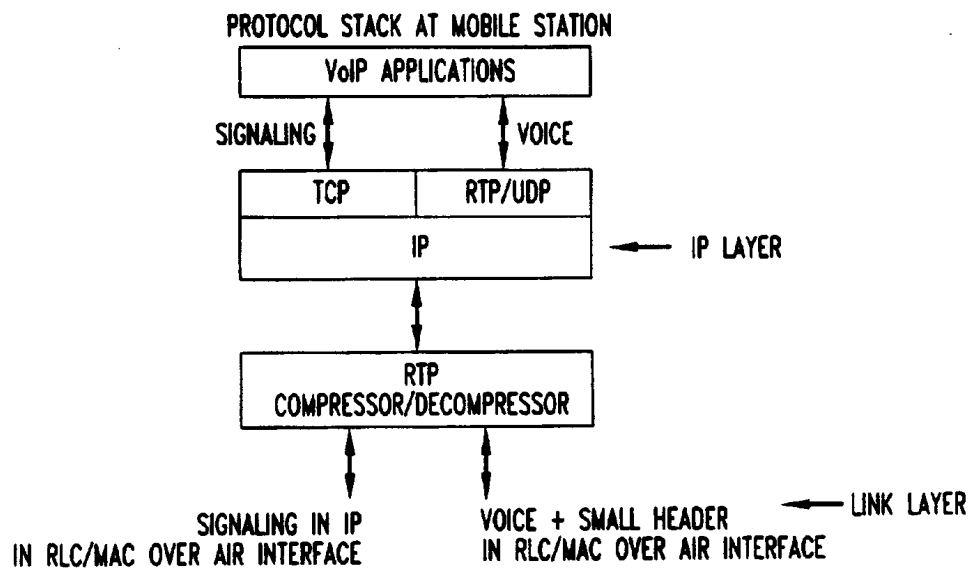 PROTOCOL STACK AT MOBILE STATION
VoIP APPLICATIONS
SIGNALING
VOICE
TCP
RTP/UDP
IP
IP LAYER
RTP
COMPRESSOR/DECOMPRESSOR
LINK LAYER
SIGNALING IN IP
IN RLC/MAC OVER AIR INTERFACE
VOICE + SMALL HEADER
IN RLC/MAC OVER AIR INTERFACE